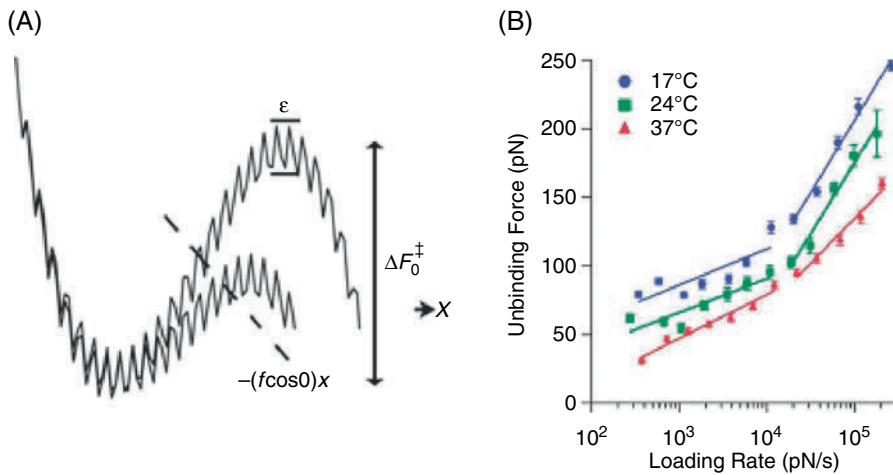 (A)
ε
ΔF₀‡
X
–(fcos0)x
(B)
250
200
150
100
50
0
Unbinding Force (pN)
17°C
24°C
37°C
10² 10³ 10⁴ 10⁵
Loading Rate (pN/s)